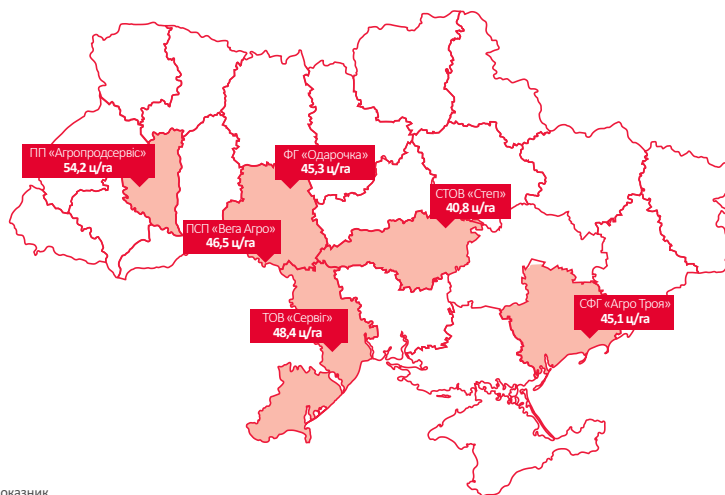 ПП «Агропродсервіс»
54,2 ц/га
ФГ «Одарочка»
45,3 ц/га
СТОВ «Степ»
40,8 ц/га
ПСП «Вега Агро»
46,5 ц/га
ТОВ «Сервіг»
48,4 ц/га
СФГ «Агро Троя»
45,1 ц/га
оказник